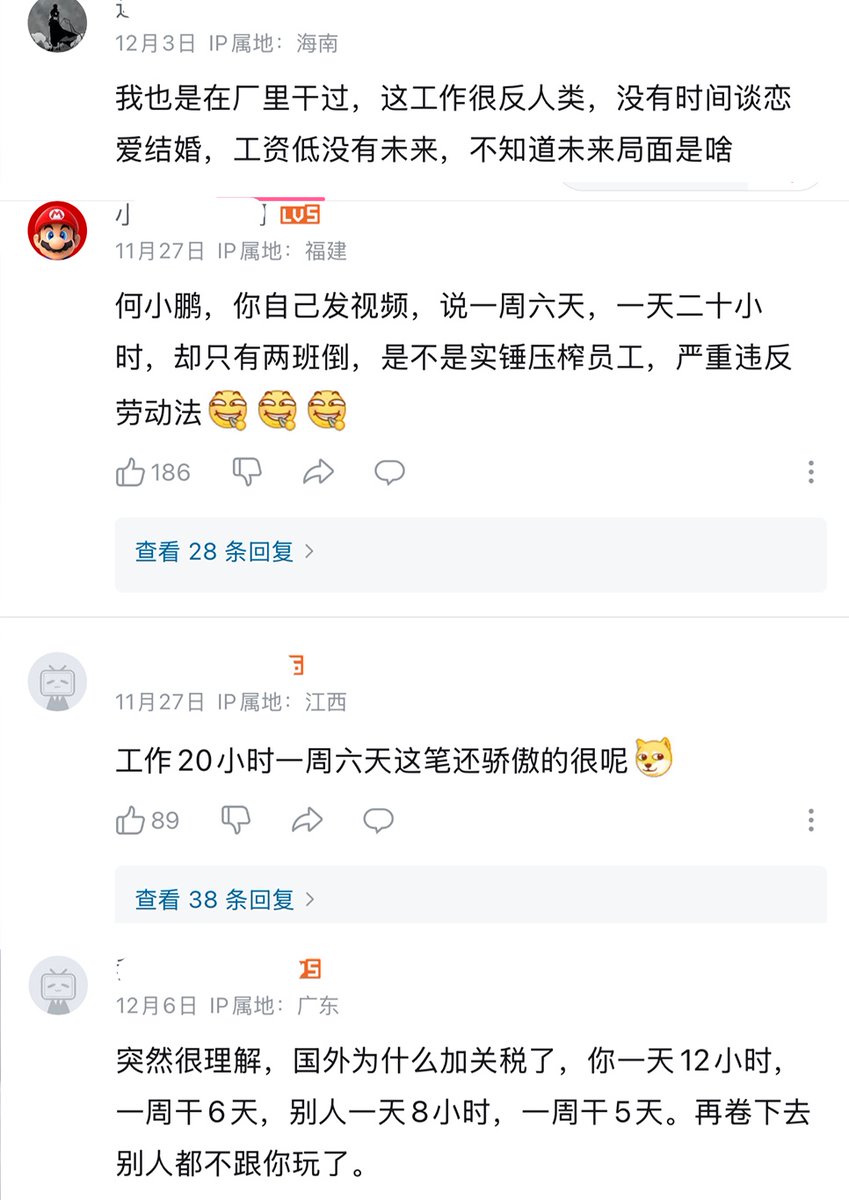 12月3日 IP属地：海南
我也是在厂里干过，这工作很反人类，没有时间谈恋
爱结婚，工资低没有未来，不知道未来局面是啥
小
LV5
11月27日 IP属地：福建
何小鹏，你自己发视频，说一周六天，一天二十小
时，却只有两班倒，是不是实锤压榨员工，严重违反
劳动法
186
查看 28 条回复
11月27日 IP属地：江西
工作20小时一周六天这笔还骄傲的很呢
89
查看 38 条回复
12月6日 IP属地：广东
突然很理解，国外为什么加关税了，你一天12小时，
一周干6天，别人一天8小时，一周干5天。再卷下去
别人都不跟你玩了。